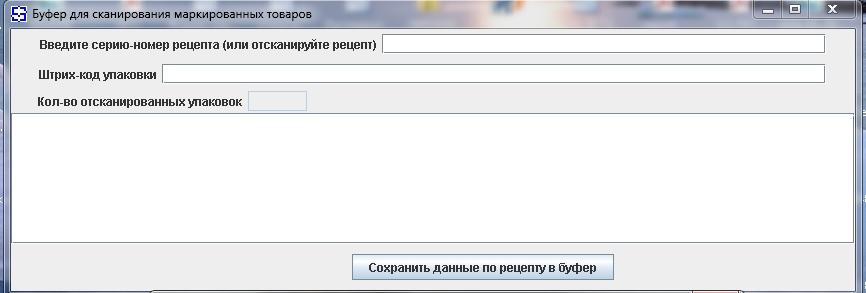 Буфер для сканирования маркированных товаров
Введите серию-номер рецепта (или отсканируйте рецепт)
Штрих-код упаковки
Кол-во отсканированных упаковок
Сохранить данные по рецепту в буфер